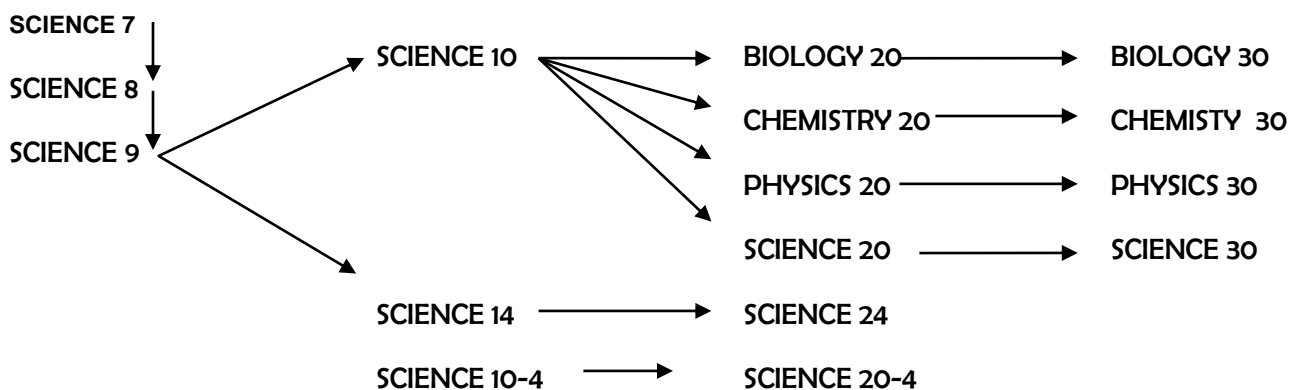 SCIENCE 7
SCIENCE 8
SCIENCE 9
SCIENCE 10
SCIENCE 14
SCIENCE 10-4
BIOLOGY 20
CHEMISTRY 20
PHYSICS 20
SCIENCE 20
SCIENCE 24
SCIENCE 20-4
BIOLOGY 30
CHEMISTY 30
PHYSICS 30
SCIENCE 30